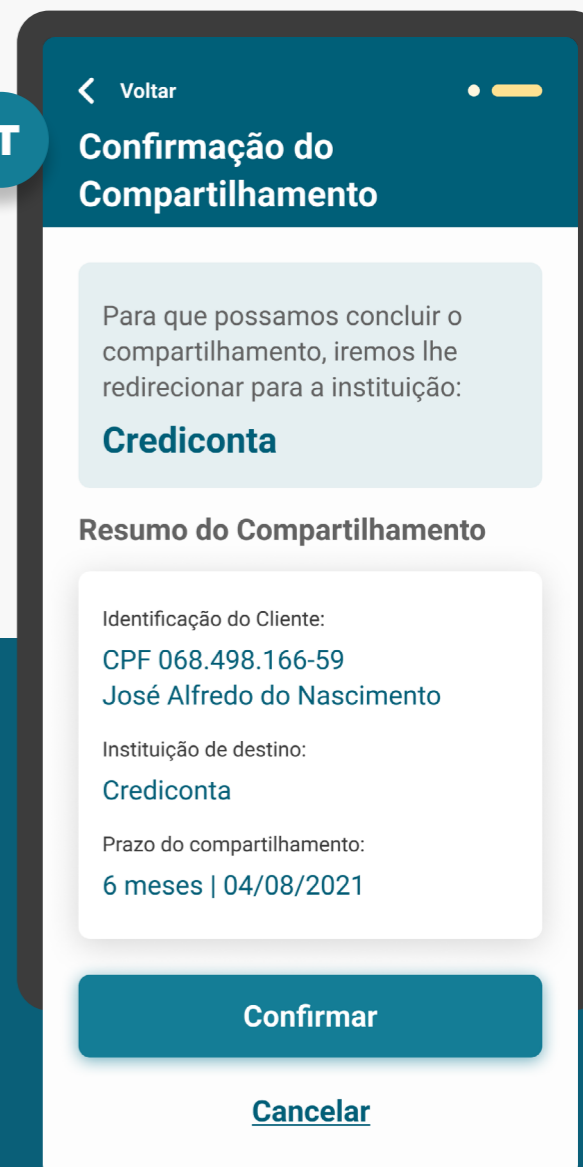 Voltar
T
Confirmação do
Compartilhamento
Para que possamos concluir o
compartilhamento, iremos lhe
redirecionar para a instituição:
Crediconta
Resumo do Compartilhamento
Identificação do Cliente:
CPF 068.498.166-59
José Alfredo do Nascimento
Instituição de destino:
Crediconta
Prazo do compartilhamento:
6 meses | 04/08/2021
Confirmar
Cancelar